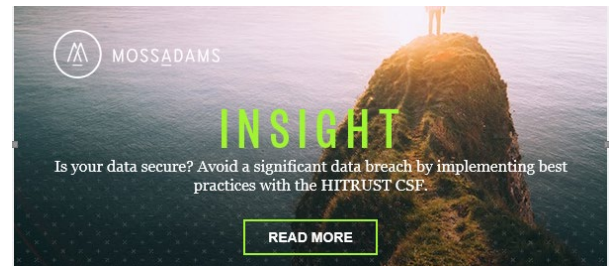 MOSSADAMS
INSIGHT
Is your data secure? Avoid a significant data breach by implementing best
practices with the HITRUST CSF.
READ MORE